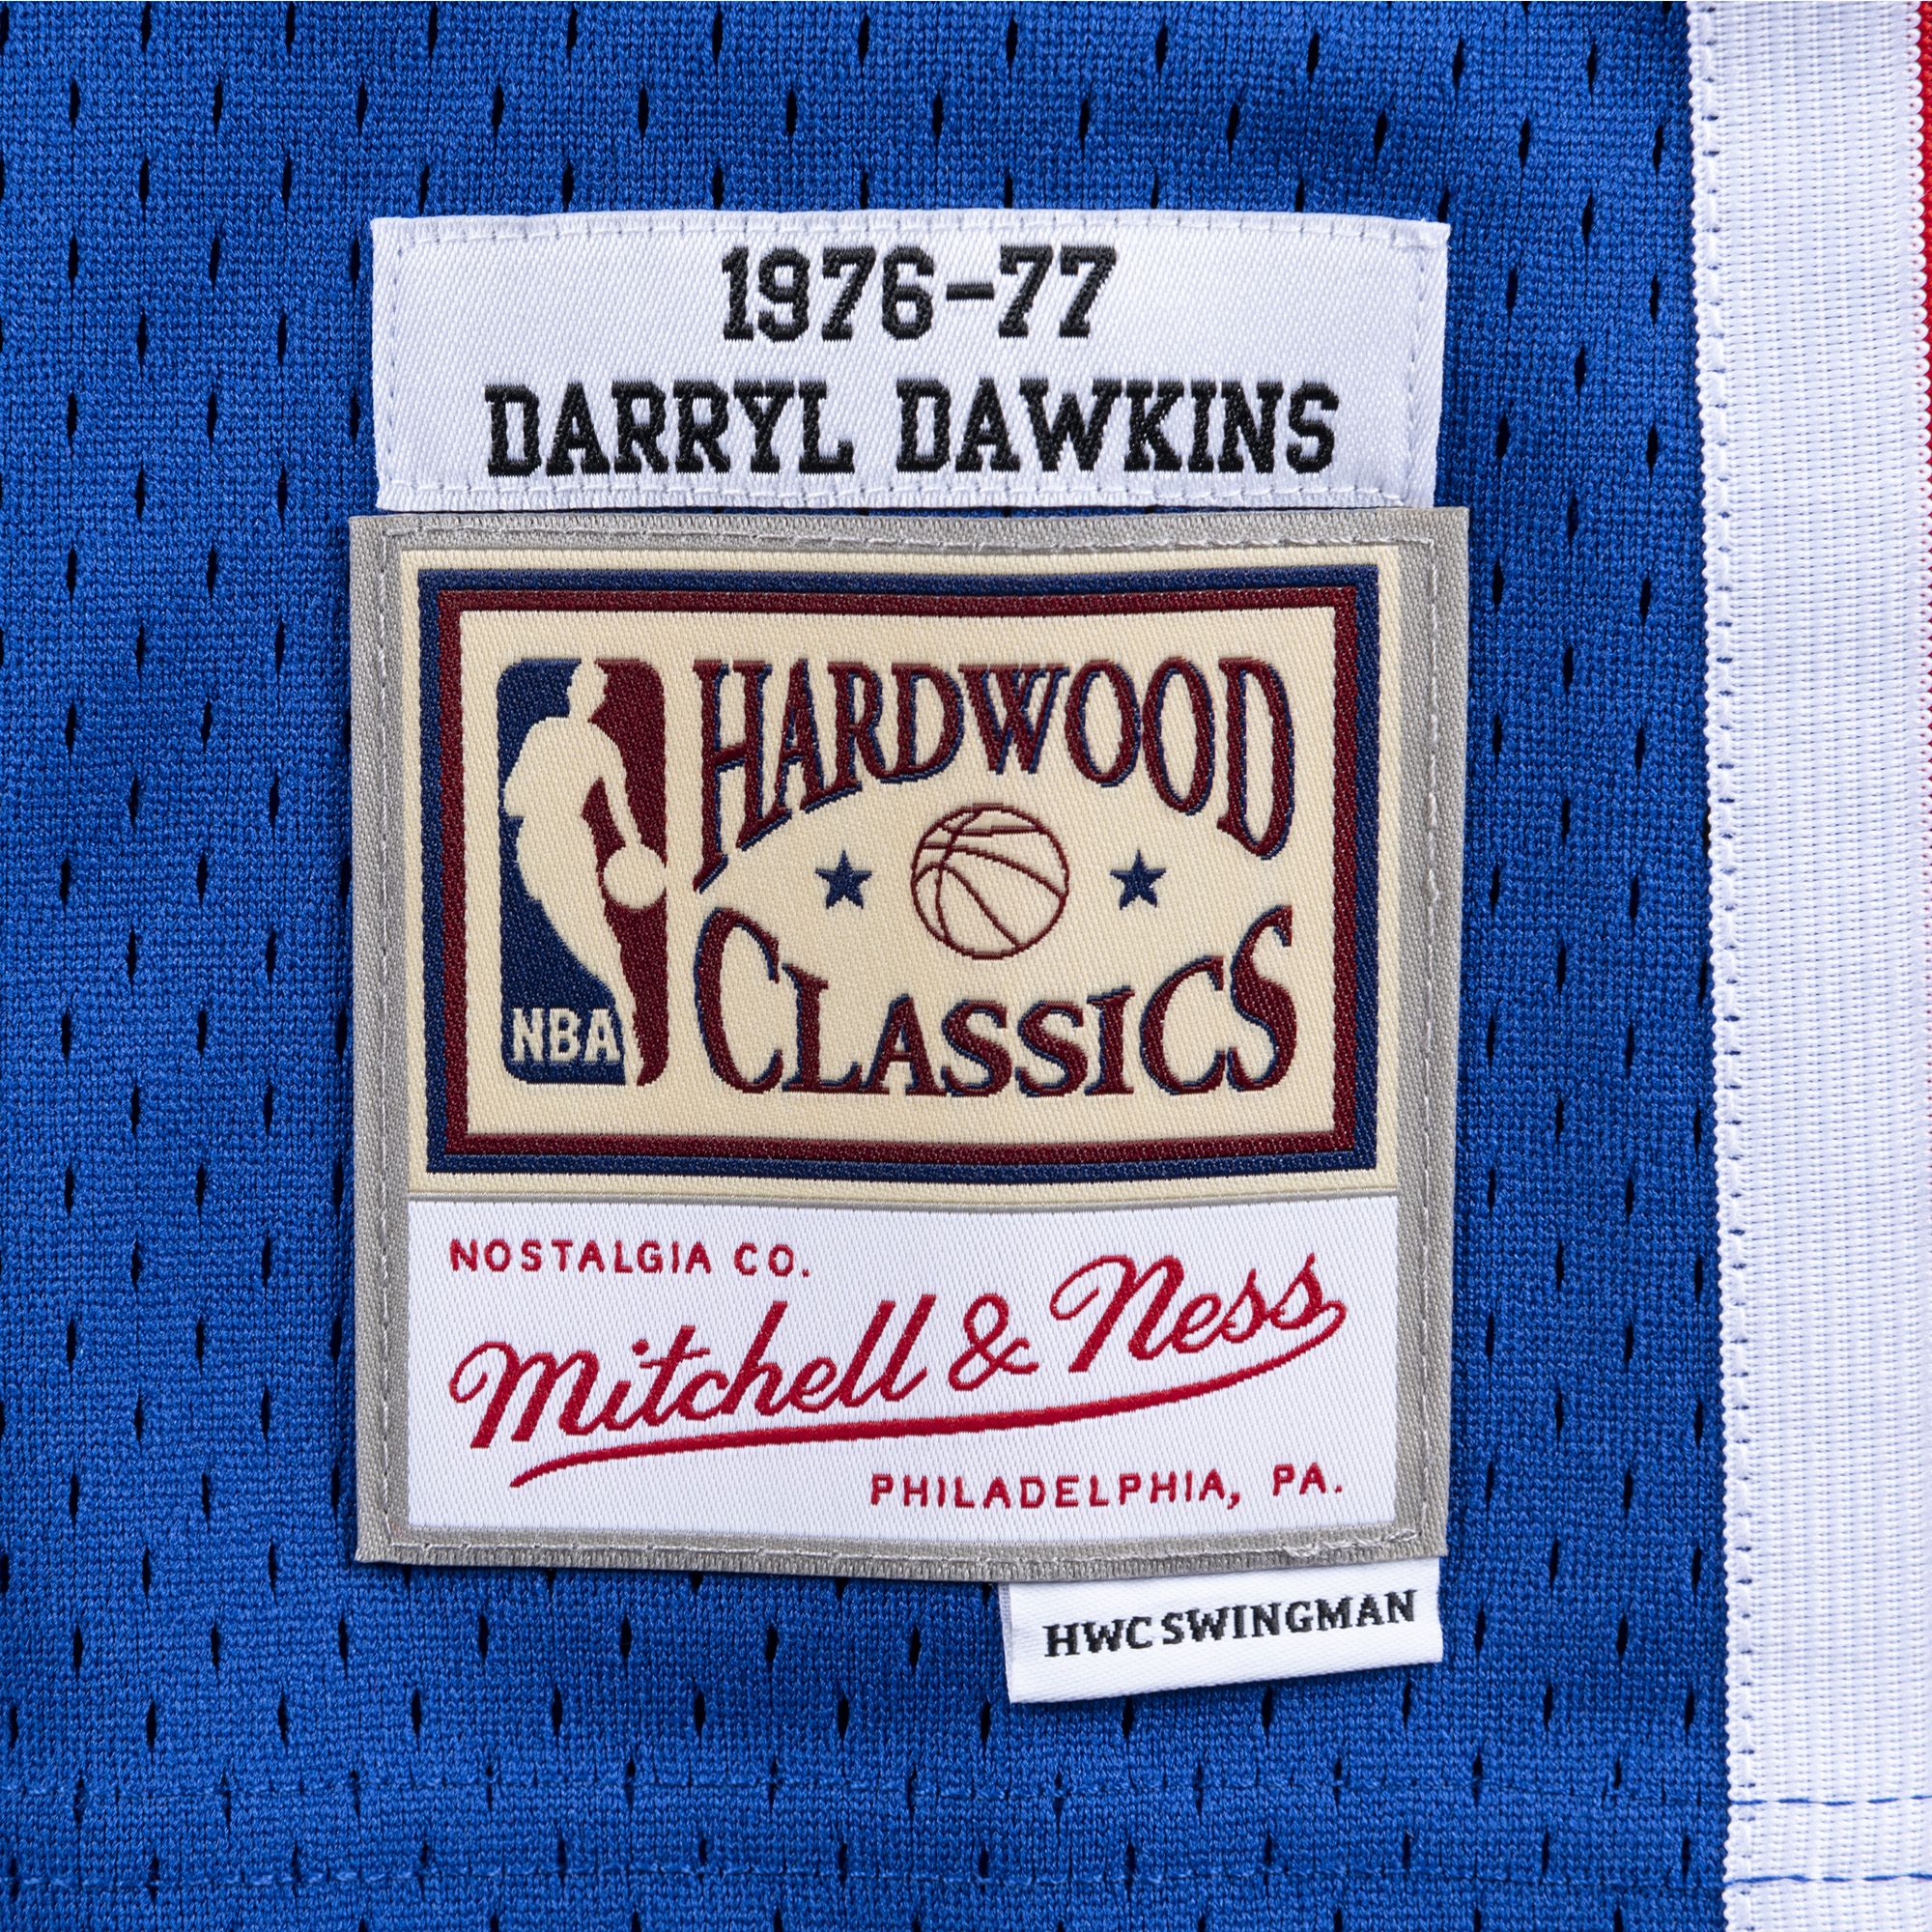 1976-77
DARRYL DAWKINS
HARDWOOD
CLASSICS
NBA
NOSTALGIA CO.
Mitchell & Ness
PHILADELPHIA, PA.
HWC SWINGMAN